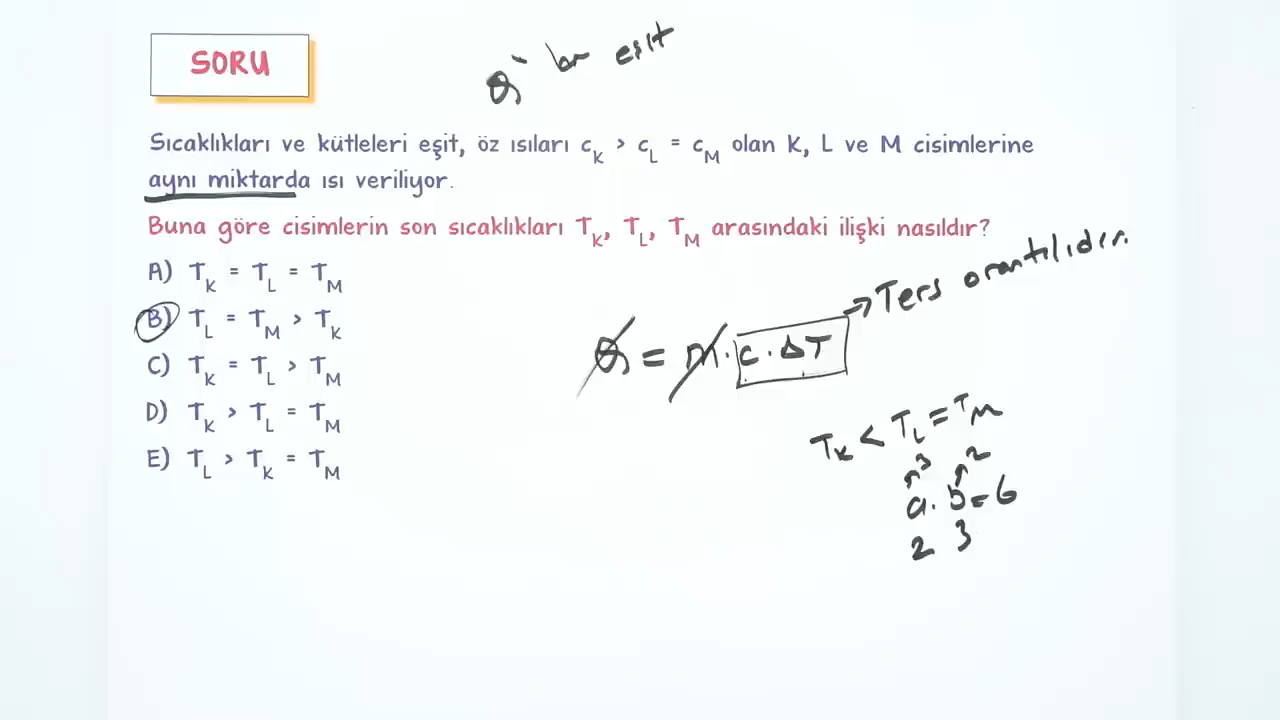 SORU
Q' lar eşit
Sıcaklıkları ve kütleleri eşit, öz ısıları cK > cL = cM olan K, L ve M cisimlerine
aynı miktarda ısı veriliyor.
Buna göre cisimlerin son sıcaklıkları TK, TL, TM arasındaki ilişki nasıldır?
A) TK = TL = TM
B) TL = TM > TK
C) TK = TL > TM
D) TK > TL = TM
E) TL > TK = TM
→ Ters orantılıdır.
Q = m . c . ΔT
TK < TL = TM
3 2
a . b = 6
2 3